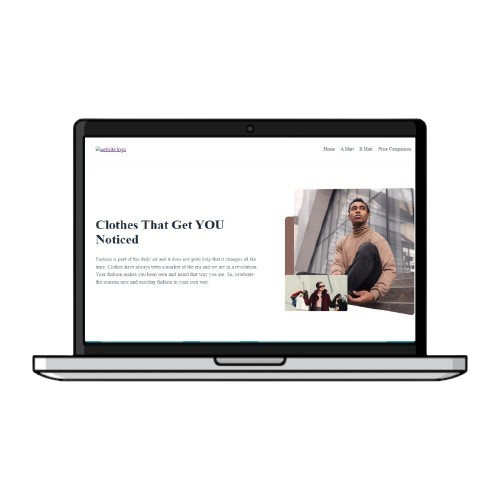 website logo
Home A Mart B Mart Price Comparison
Clothes That Get YOU
Noticed
Fashion is part of the daily air and it does not quite help that it changes all the
time. Clothes have always been a marker of the era and we are in a revolution.
Your fashion makes you been seen and heard that way you are. So, celebrate
the seasons new and exciting fashion in your own way.